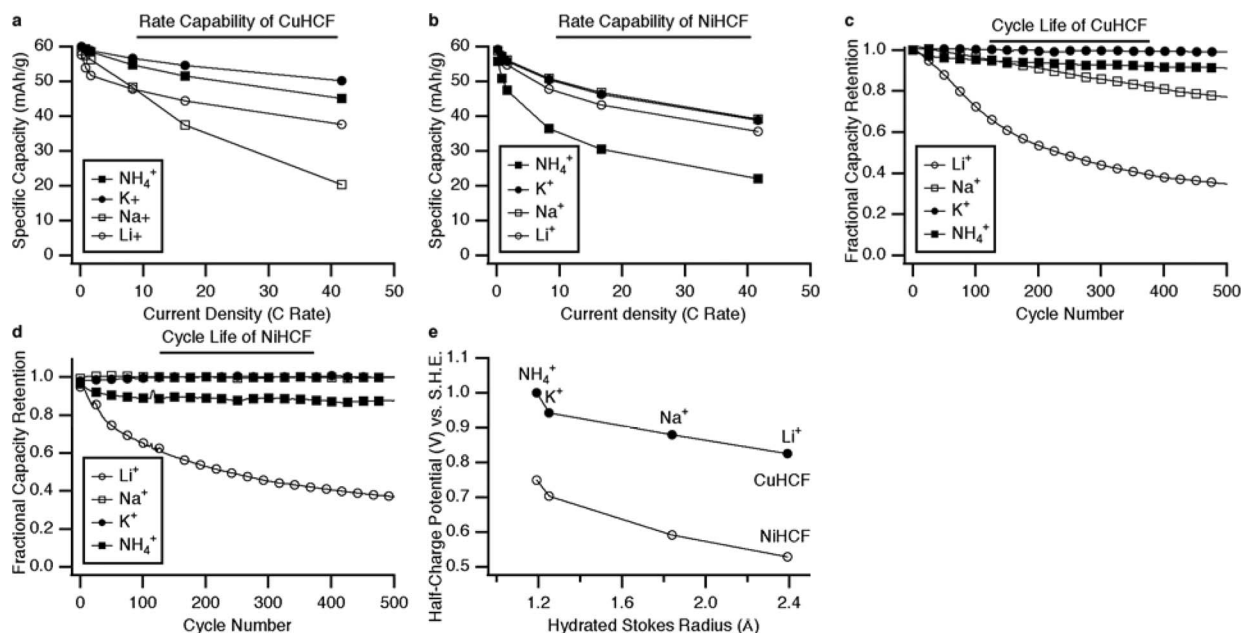 a
Rate Capability of CuHCF
Specific Capacity (mAh/g)
60
50
40
30
20
10
0
NH₄⁺
K+
Na+
Li+
0 10 20 30 40 50
Current Density (C Rate)
b
Rate Capability of NiHCF
Specific Capacity (mAh/g)
60
50
40
30
20
10
0
NH₄⁺
K⁺
Na⁺
Li⁺
0 10 20 30 40 50
Current density (C Rate)
c
Cycle Life of CuHCF
Fractional Capacity Retention
1.0
0.8
0.6
0.4
0.2
0.0
Li⁺
Na⁺
K⁺
NH₄⁺
0 100 200 300 400 500
Cycle Number
d
Cycle Life of NiHCF
Fractional Capacity Retention
1.0
0.8
0.6
0.4
0.2
0.0
Li⁺
Na⁺
K⁺
NH₄⁺
0 100 200 300 400 500
Cycle Number
e
Half-Charge Potential (V) vs. S.H.E.
1.1
1.0
0.9
0.8
0.7
0.6
0.5
NH₄⁺
K⁺
Na⁺
Li⁺
CuHCF
NiHCF
1.2 1.6 2.0 2.4
Hydrated Stokes Radius (Å)